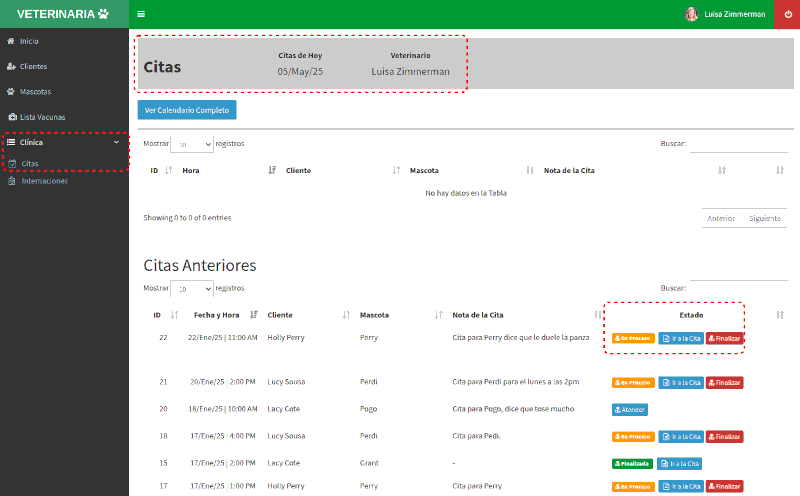 VETERINARIA
Luisa Zimmerman
Inicio
Clientes
Mascotas
Lista Vacunas
Clínica
Citas
Internaciones
Citas
Citas de Hoy
05/May/25
Veterinario
Luisa Zimmerman
Ver Calendario Completo
Mostrar 10 registros
Buscar:
ID Hora Cliente Mascota Nota de la Cita
No hay datos en la Tabla
Showing 0 to 0 of 0 entries
Anterior Siguiente
Citas Anteriores
Mostrar 10 registros
Buscar:
ID Fecha y Hora Cliente Mascota Nota de la Cita Estado
22 22/Ene/25 | 11:00 AM Holly Perry Perry Cita para Perry dice que le duele la panza En Proceso Ir a la Cita Finalizar
21 20/Ene/25 | 2:00 PM Lucy Sousa Perdi Cita para Perdi para el lunes a las 2pm En Proceso Ir a la Cita Finalizar
20 18/Ene/25 | 10:00 AM Lacy Cote Pogo Cita para Pogo, dice que tose mucho Atender
18 17/Ene/25 | 4:00 PM Lucy Sousa Perdi Cita para Pedi. En Proceso Ir a la Cita Finalizar
15 17/Ene/25 | 2:00 PM Lacy Cote Grant - Finalizada Ir a la Cita
17 17/Ene/25 | 1:00 PM Holly Perry Perry Cita para Perry En Proceso Ir a la Cita Finalizar